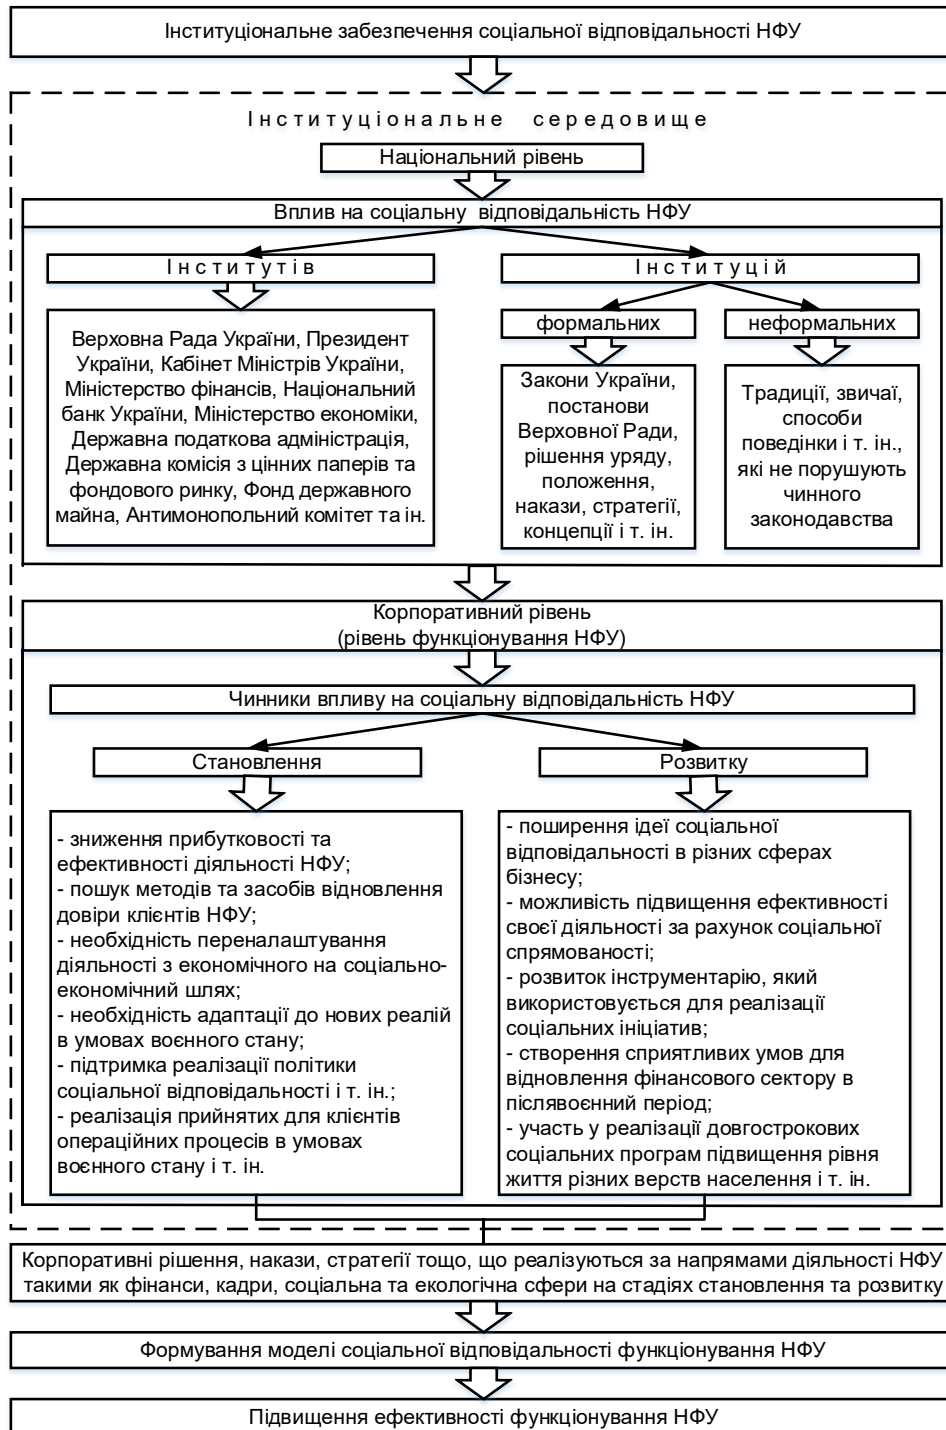 Інституціональне забезпечення соціальної відповідальності НФУ
Інституціональне середовище
Національний рівень
Вплив на соціальну відповідальність НФУ
Інститутів
Верховна Рада України, Президент
України, Кабінет Міністрів України,
Міністерство фінансів, Національний
банк України, Міністерство економіки,
Державна податкова адміністрація,
Державна комісія з цінних паперів та
фондового ринку, Фонд державного
майна, Антимонопольний комітет та ін.
Інституцій
формальних
Закони України,
постанови
Верховної Ради,
рішення уряду,
положення,
накази, стратегії,
концепції і т. ін.
неформальних
Традиції, звичаї,
способи
поведінки і т. ін.,
які не порушують
чинного
законодавства
Корпоративний рівень
(рівень функціонування НФУ)
Чинники впливу на соціальну відповідальність НФУ
Становлення
- зниження прибутковості та
ефективності діяльності НФУ;
- пошук методів та засобів відновлення
довіри клієнтів НФУ;
- необхідність переналаштування
діяльності з економічного на соціально-
економічний шлях;
- необхідність адаптації до нових реалій
в умовах воєнного стану;
- підтримка реалізації політики
соціальної відповідальності і т. ін.;
- реалізація прийнятих для клієнтів
операційних процесів в умовах
воєнного стану і т. ін.
Розвитку
- поширення ідеї соціальної
відповідальності в різних сферах
бізнесу;
- можливість підвищення ефективності
своєї діяльності за рахунок соціальної
спрямованості;
- розвиток інструментарію, який
використовується для реалізації
соціальних ініціатив;
- створення сприятливих умов для
відновлення фінансового сектору в
післявоєнний період;
- участь у реалізації довгострокових
соціальних програм підвищення рівня
життя різних верств населення і т. ін.
Корпоративні рішення, накази, стратегії тощо, що реалізуються за напрямами діяльності НФУ
такими як фінанси, кадри, соціальна та екологічна сфери на стадіях становлення та розвитку
Формування моделі соціальної відповідальності функціонування НФУ
Підвищення ефективності функціонування НФУ